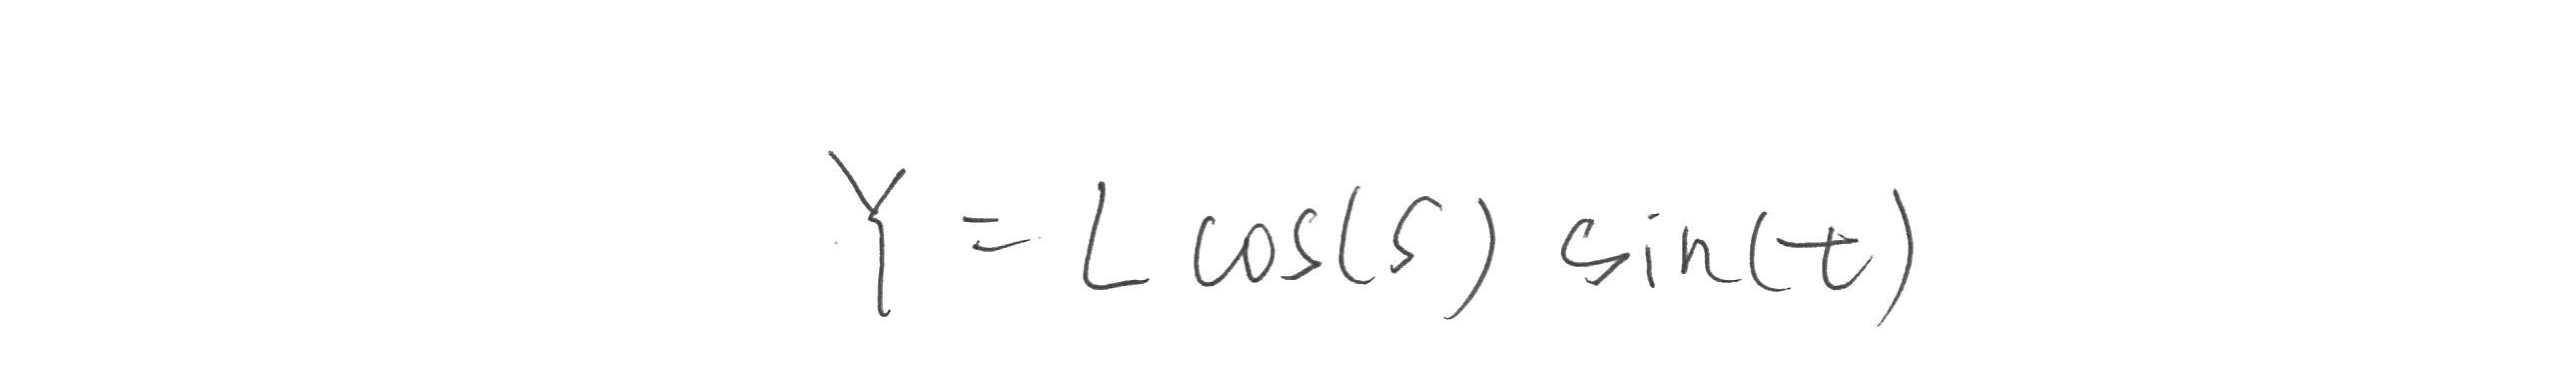 Y = L cos(s) sin(t)